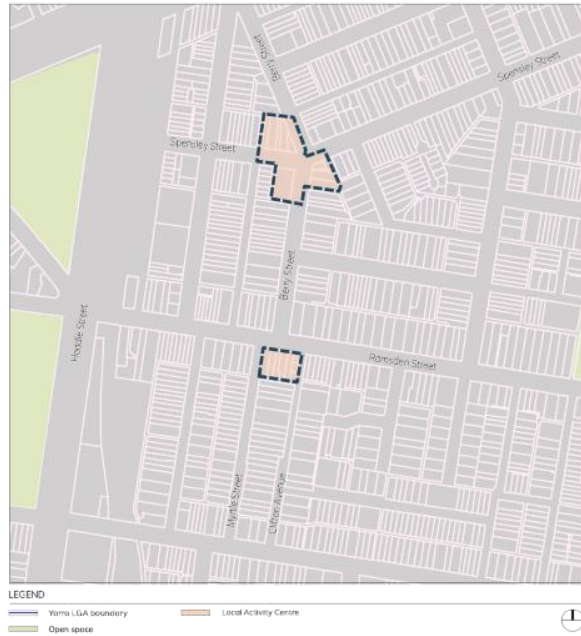 Berry Street
Spensley Street
Spensley Street
Berry Street
Hoddle Street
Ramsden Street
Myrtle Street
Clifton Avenue
LEGEND
Yarra LGA boundary
Local Activity Centre
Open space